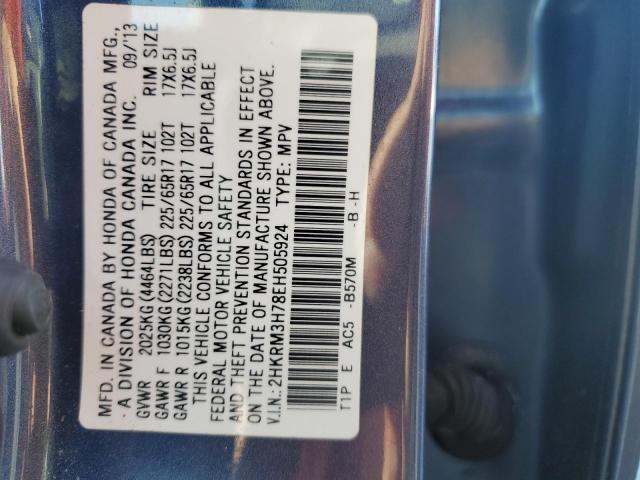 MFD. IN CANADA BY HONDA OF CANADA MFG.,
· A DIVISION OF HONDA CANADA INC. 09/'13
GVWR 2025KG(4464LBS) TIRE SIZE RIM SIZE
GAWR F 1030KG(2271LBS)225/65R17 102T 17X6.5J
GAWR R 1015KG(2238LBS)225/65R17 102T 17X6.5J
THIS VEHICLE CONFORMS TO ALL APPLICABLE
FEDERAL MOTOR VEHICLE SAFETY
AND THEFT PREVENTION STANDARDS IN EFFECT
ON THE DATE OF MANUFACTURE SHOWN ABOVE.
V.I.N.: 2HKRM3H78EH505924 TYPE: MPV
T1P E AC5 -B570M -B -H